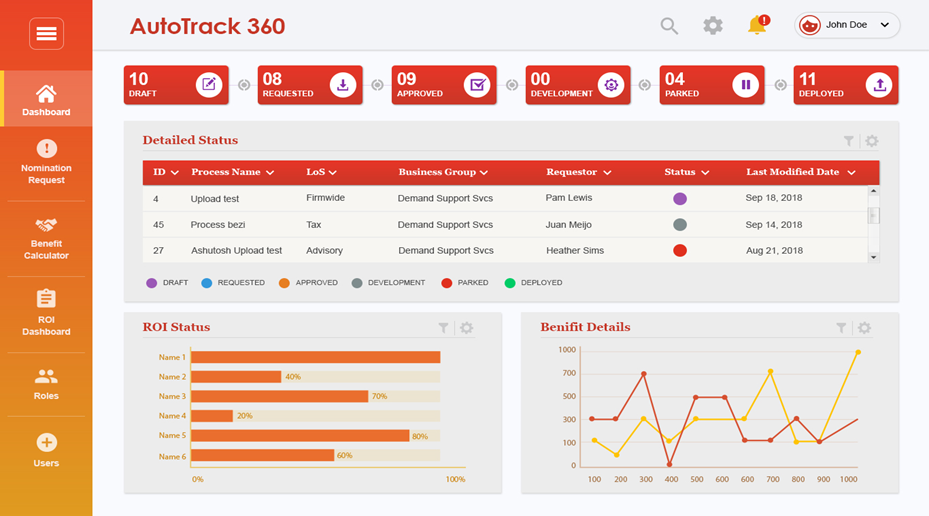 AutoTrack 360
! John Doe
10 08 09 00 04 11
DRAFT REQUESTED APPROVED DEVELOPMENT PARKED DEPLOYED
Dashboard
Nomination
Request
Benefit
Calculator
ROI
Dashboard
Roles
Users
Detailed Status
ID Process Name LoS Business Group Requestor Status Last Modified Date
4 Upload test Firmwide Demand Support Svcs Pam Lewis Sep 18, 2018
45 Process bezi Tax Demand Support Svcs Juan Meijo Sep 14, 2018
27 Ashutosh Upload test Advisory Demand Support Svcs Heather Sims Aug 21, 2018
DRAFT REQUESTED APPROVED DEVELOPMENT PARKED DEPLOYED
ROI Status
Name 1
Name 2 40%
Name 3 70%
Name 4 20%
Name 5 80%
Name 6 60%
0% 100%
Benifit Details
1000
700
500
300
100
0
100 200 300 400 500 600 700 800 900 1000